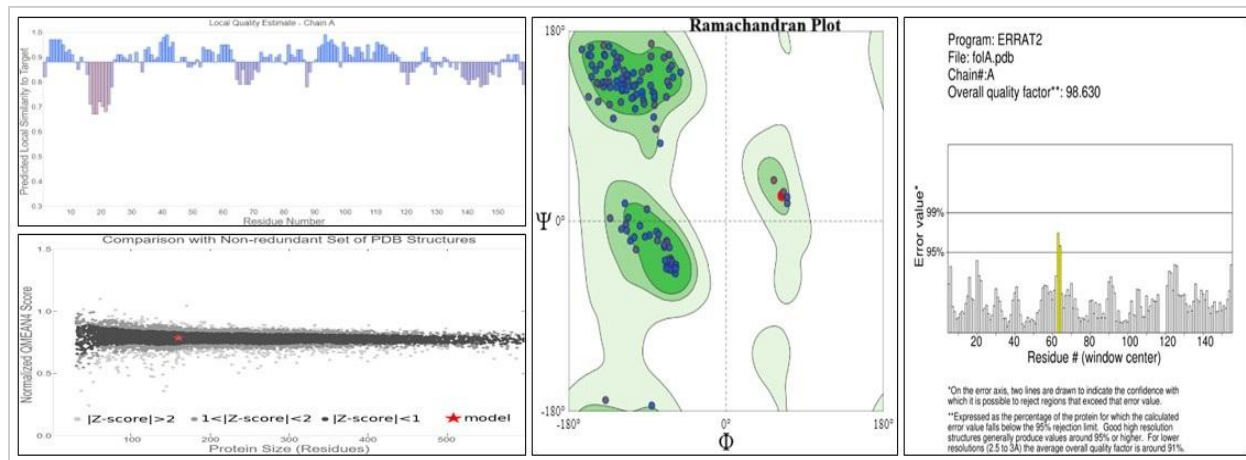 Local Quality Estimate - Chain A
Predicted Local Similarity to Target
1.0
0.9
0.8
0.7
0.6
0.5
0.4
0.3
1 10 20 30 40 50 60 70 80 90 100 110 120 130 140 150
Residue Number
Comparison with Non-redundant Set of PDB Structures
Normalized QMEAN4 Score
1.5
1.0
0.5
0.0
|Z-score|>2 1<|Z-score|<2 |Z-score|<1 model
0 100 200 300 400 500
Protein Size (Residues)
Ramachandran Plot
180°
Ψ 0°
-180°
-180° 0° 180°
Φ
Program: ERRAT2
File: folA.pdb
Chain#:A
Overall quality factor**: 98.630
Error value*
99%
95%
20 40 60 80 100 120 140
Residue # (window center)
*On the error axis, two lines are drawn to indicate the confidence with
which it is possible to reject regions that exceed that error value.
**Expressed as the percentage of the protein for which the calculated
error value falls below the 95% rejection limit. Good high resolution
structures generally produce values around 95% or higher. For lower
resolutions (2.5 to 3A) the average overall quality factor is around 91%.